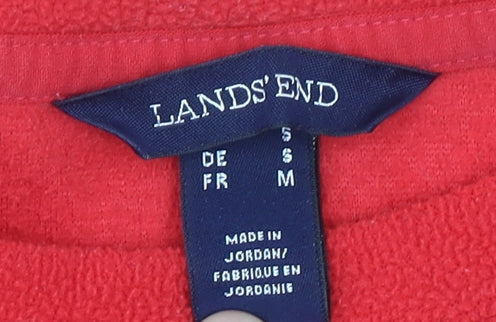 LANDS' END
S
DE S
FR M
MADE IN
JORDAN/
FABRIQUE EN
JORDANIE